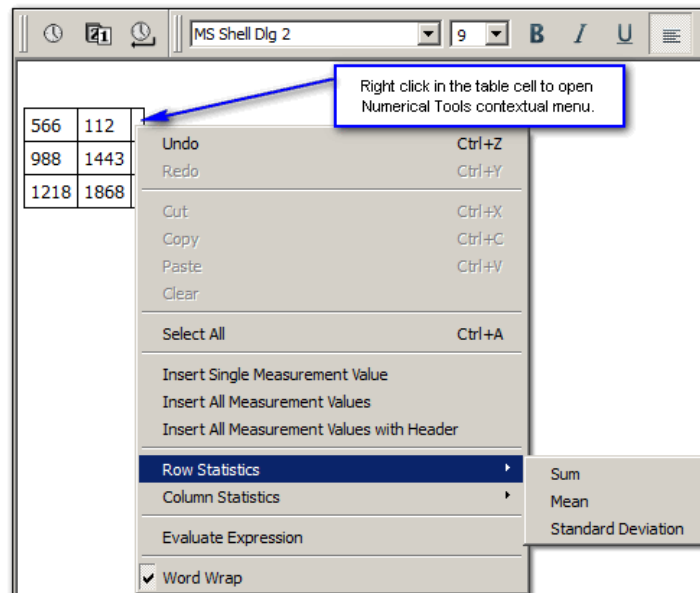 MS Shell Dlg 2 9 B I U
Right click in the table cell to open
Numerical Tools contextual menu.
566 112
988 1443
1218 1868
Undo Ctrl+Z
Redo Ctrl+Y
Cut Ctrl+X
Copy Ctrl+C
Paste Ctrl+V
Clear
Select All Ctrl+A
Insert Single Measurement Value
Insert All Measurement Values
Insert All Measurement Values with Header
Row Statistics
Column Statistics
Sum
Mean
Standard Deviation
Evaluate Expression
Word Wrap